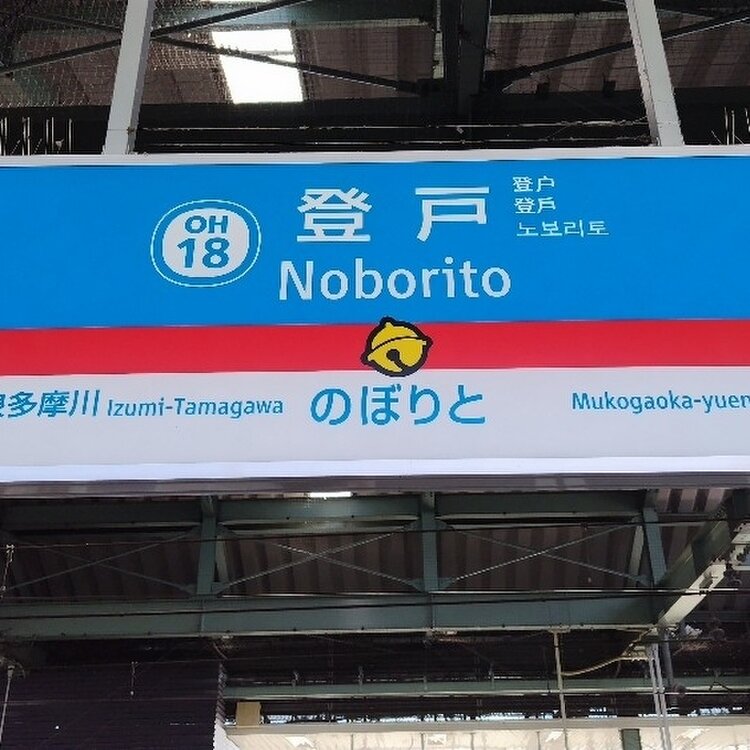 OH
18
登戸
登户
登戶
노보리토
Noborito
多摩川 Izumi-Tamagawa
のぼりと
Mukogaoka-yuen